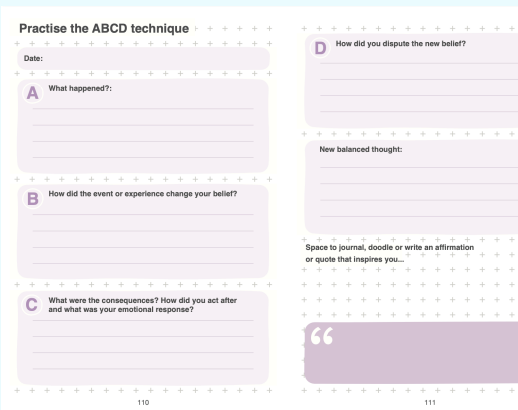 Practise the ABCD technique
Date:
A
What happened?:
B
How did the event or experience change your belief?
C
What were the consequences? How did you act after
and what was your emotional response?
110
D
How did you dispute the new belief?
New balanced thought:
Space to journal, doodle or write an affirmation
or quote that inspires you...
“
111